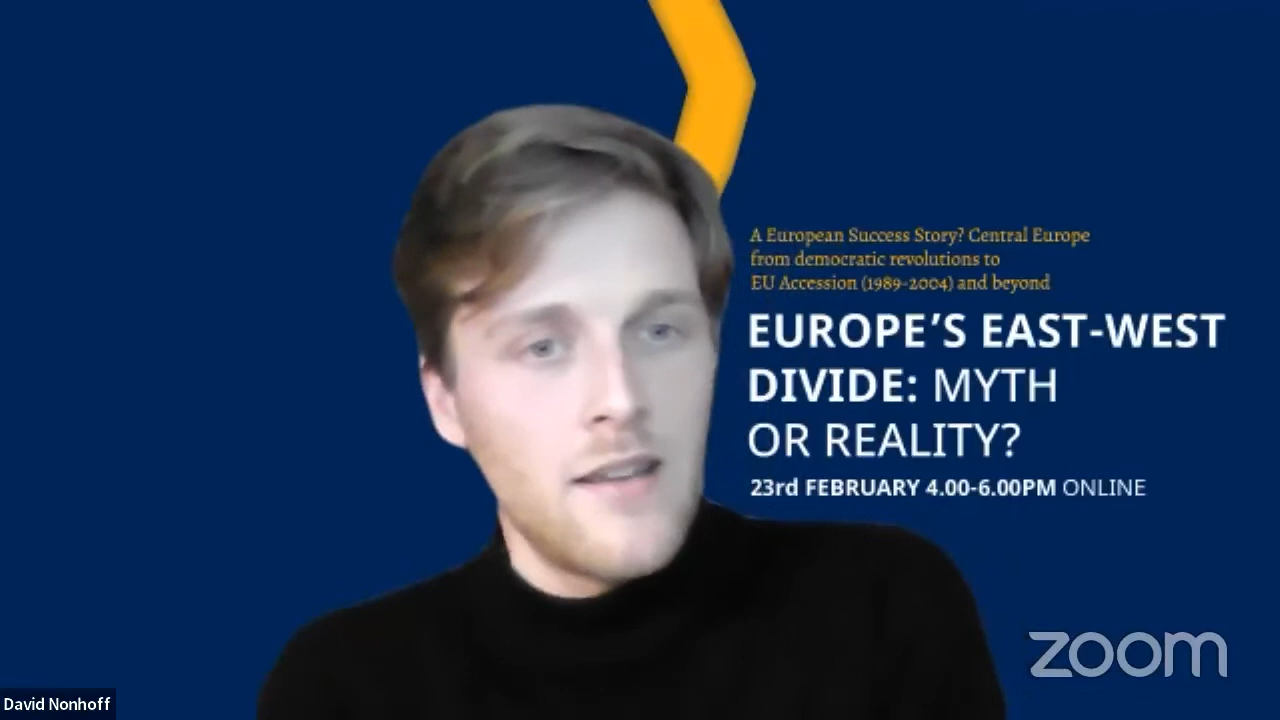 A European Success Story? Central Europe
from democratic revolutions to
EU Accession (1989-2004) and beyond
EUROPE’S EAST-WEST
DIVIDE: MYTH
OR REALITY?
23rd FEBRUARY 4.00-6.00PM ONLINE
zoom
David Nonhoff